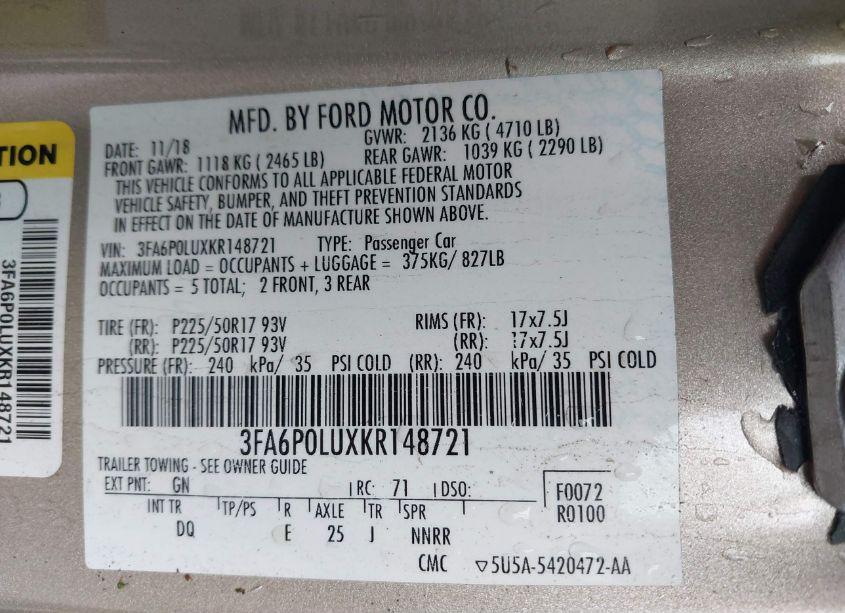 MFD. BY FORD MOTOR CO.
DATE: 11/18 GVWR: 2136 KG ( 4710 LB)
FRONT GAWR: 1118 KG ( 2465 LB) REAR GAWR: 1039 KG ( 2290 LB)
THIS VEHICLE CONFORMS TO ALL APPLICABLE FEDERAL MOTOR
VEHICLE SAFETY, BUMPER, AND THEFT PREVENTION STANDARDS
IN EFFECT ON THE DATE OF MANUFACTURE SHOWN ABOVE.
VIN: 3FA6P0LUXKR148721 TYPE: Passenger Car
MAXIMUM LOAD = OCCUPANTS + LUGGAGE = 375KG/ 827LB
OCCUPANTS = 5 TOTAL; 2 FRONT, 3 REAR
TIRE (FR): P225/50R17 93V RIMS (FR): 17x7.5J
(RR): P225/50R17 93V (RR): 17x7.5J
PRESSURE (FR): 240 kPa/ 35 PSI COLD (RR): 240 kPa/ 35 PSI COLD
3FA6P0LUXKR148721
TRAILER TOWING - SEE OWNER GUIDE
EXT PNT: GN RC: 71 DSO: F0072
INT TR TP/PS R AXLE TR SPR R0100
DQ E 25 J NNRR
CMC ▽5U5A-5420472-AA
TION
3FA6P0LUXKR148721